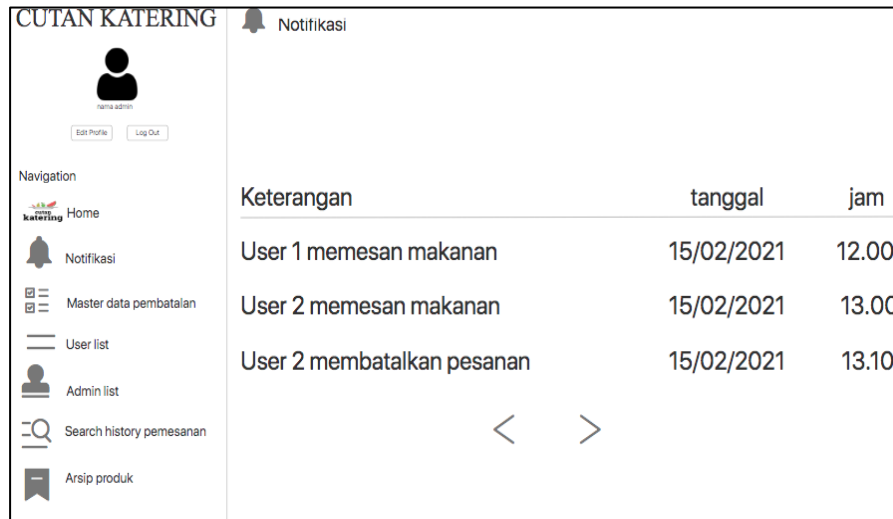 CUTAN KATERING
nama admin
Edit Profile Log Out
Navigation
cutan
katering
Home
Notifikasi
Master data pembatalan
User list
Admin list
Search history pemesanan
Arsip produk
Notifikasi
Keterangan tanggal jam
User 1 memesan makanan 15/02/2021 12.00
User 2 memesan makanan 15/02/2021 13.00
User 2 membatalkan pesanan 15/02/2021 13.10